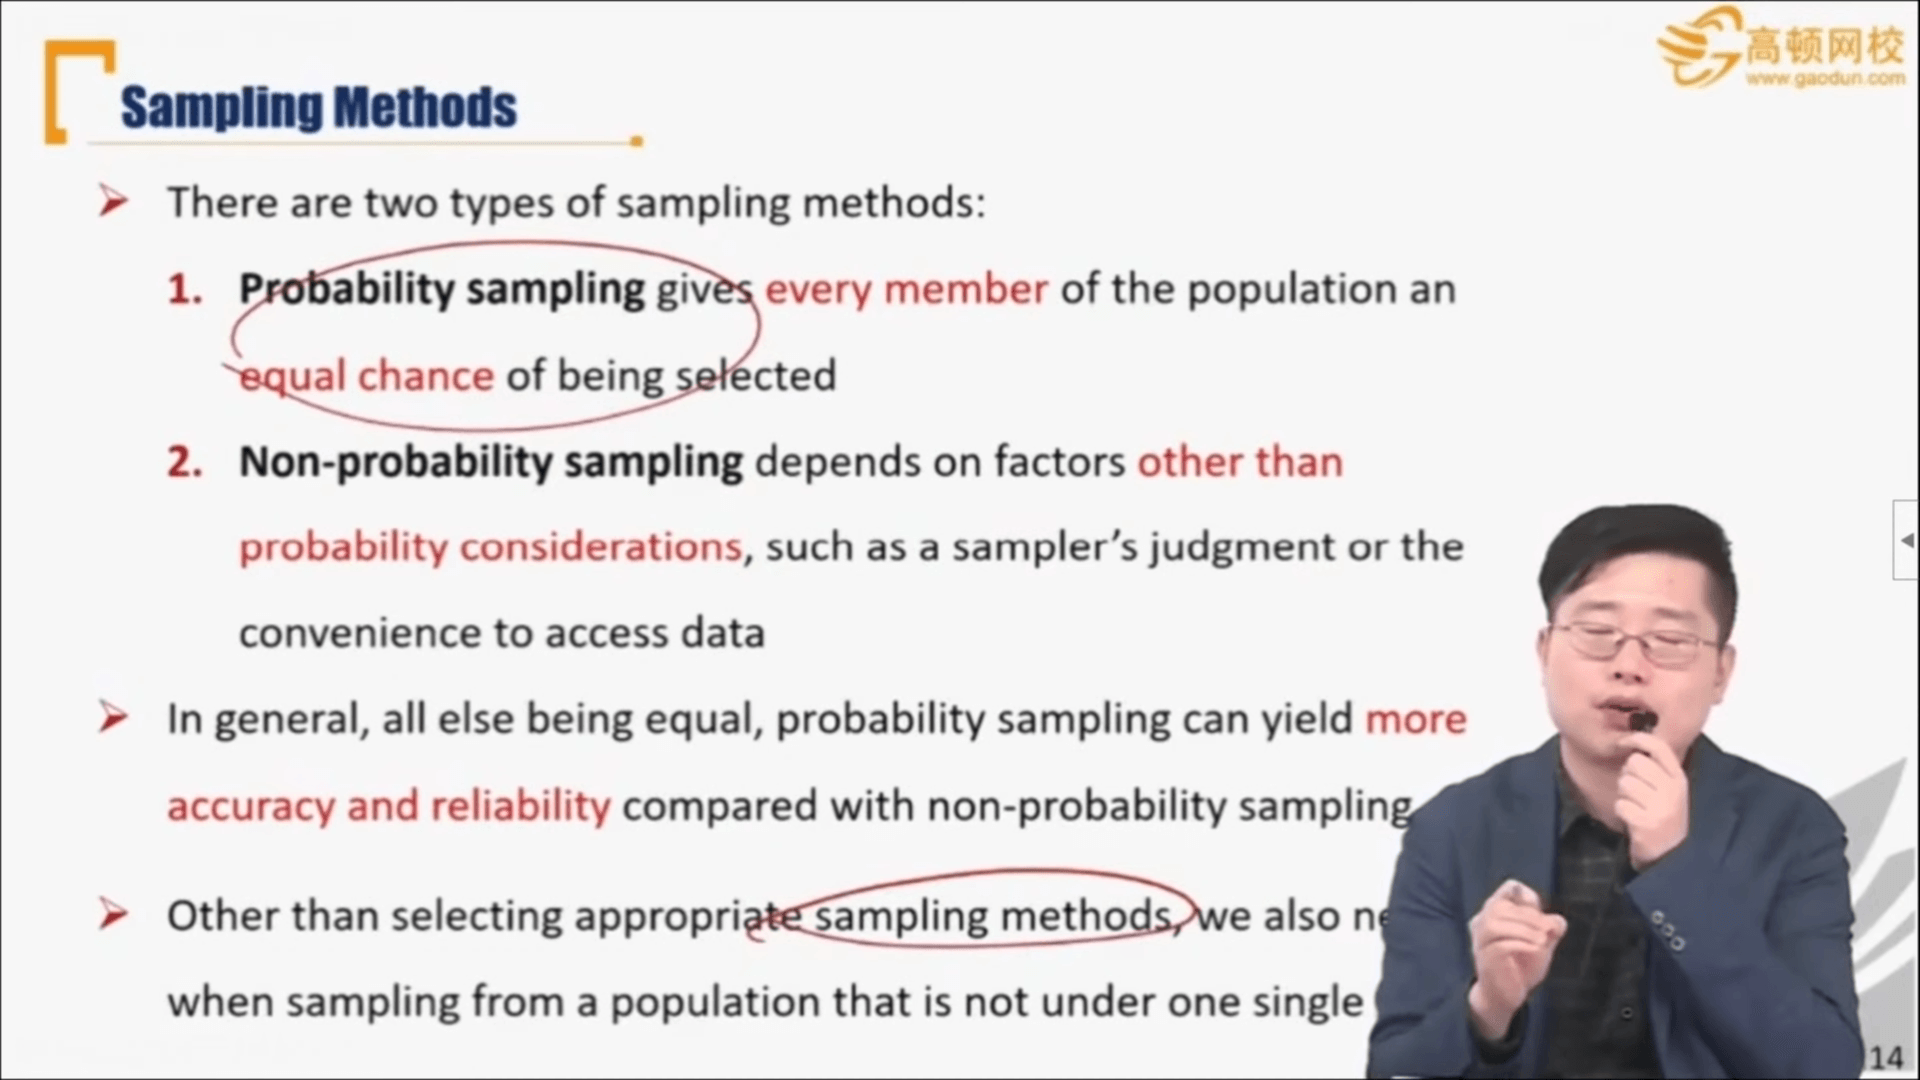 高顿网校
www.gaodun.com
Sampling Methods
There are two types of sampling methods:
1. Probability sampling gives every member of the population an
equal chance of being selected
2. Non-probability sampling depends on factors other than
probability considerations, such as a sampler’s judgment or the
convenience to access data
In general, all else being equal, probability sampling can yield more
accuracy and reliability compared with non-probability sampling
Other than selecting appropriate sampling methods, we also
when sampling from a population that is not under one single
14